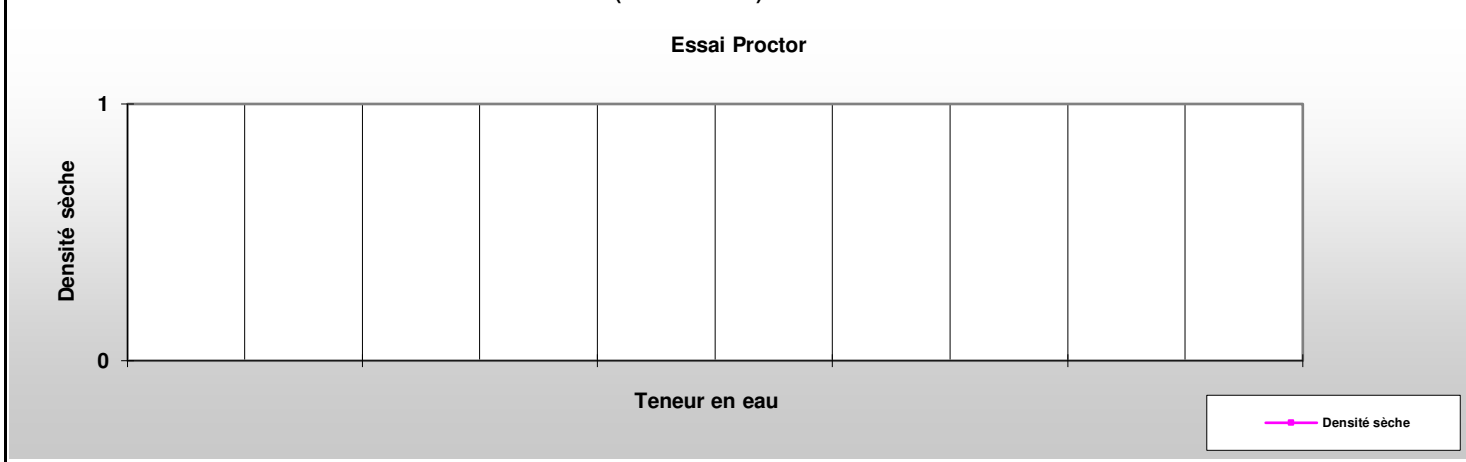 Essai Proctor
1
Densité sèche
0
Teneur en eau
Densité sèche